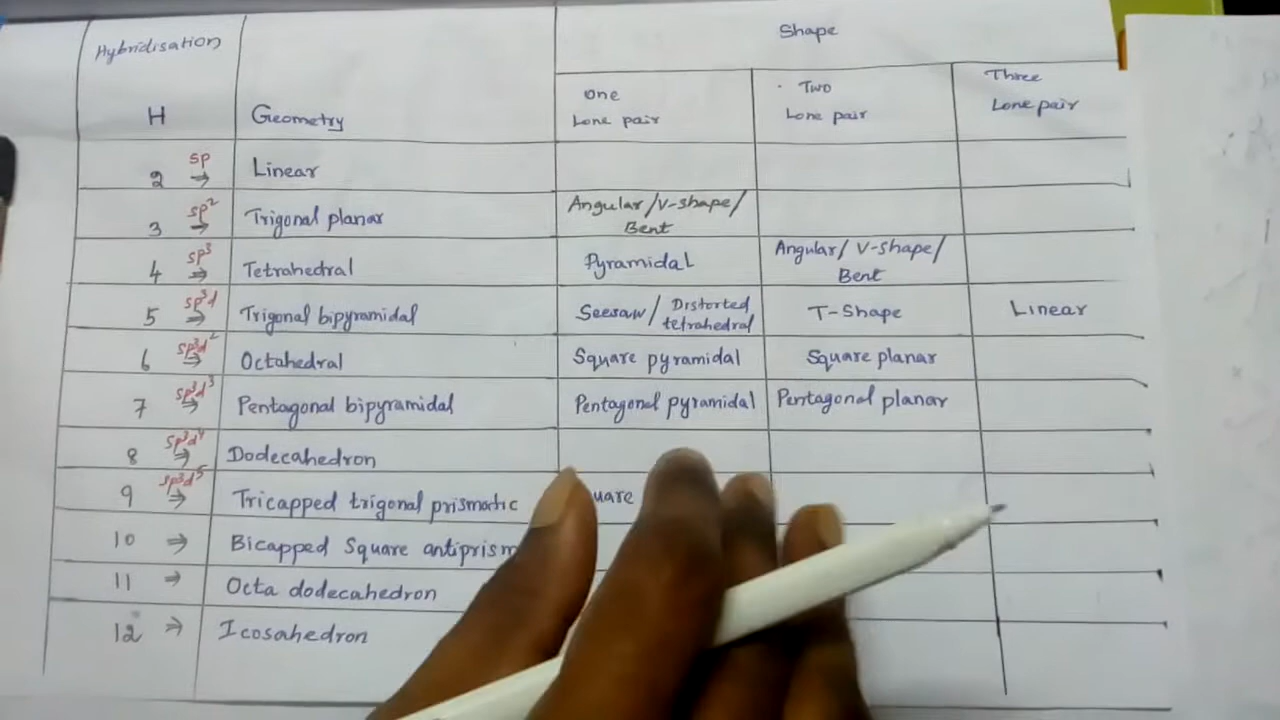 Hybridisation
Shape
H
Geometry
One
Lone pair
Two
Lone pair
Three
Lone pair
2 sp ⇒ Linear
3 sp² ⇒ Trigonal planar
Angular/V-shape/
Bent
4 sp³ ⇒ Tetrahedral
Pyramidal
Angular/ V-shape/
Bent
5 sp³d ⇒ Trigonal bipyramidal
Seesaw/ Distorted
tetrahedral
T-Shape
Linear
6 sp³d² ⇒ Octahedral
Square pyramidal
Square planar
7 sp³d³ ⇒ Pentagonal bipyramidal
Pentagonal pyramidal
Pentagonal planar
8 sp³d⁴ ⇒ Dodecahedron
9 sp³d⁵ ⇒ Tricapped trigonal prismatic
10 ⇒ Bicapped Square antiprism
11 ⇒ Octa dodecahedron
12 ⇒ Icosahedron